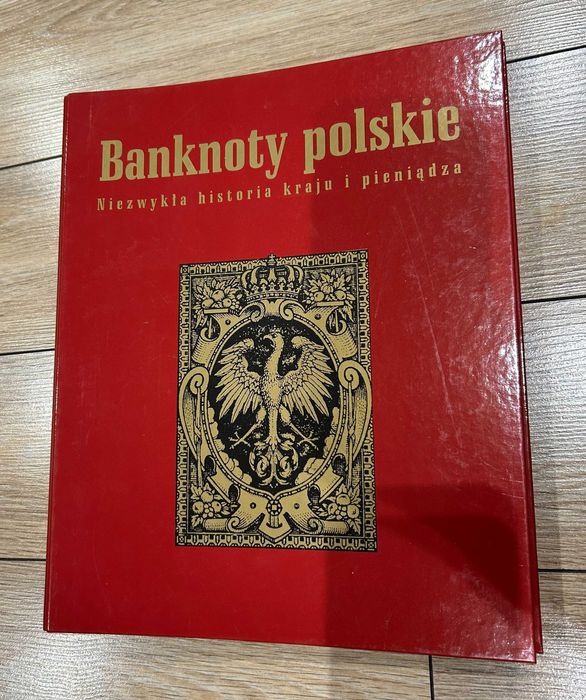 Banknoty polskie
Niezwykła historia kraju i pieniądza